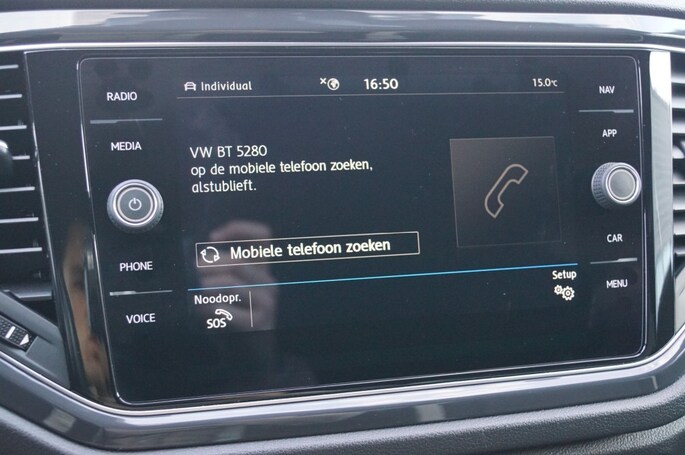 RADIO
MEDIA
PHONE
VOICE
Individual
16:50
15.0°C
VW BT 5280
op de mobiele telefoon zoeken,
alstublieft.
Mobiele telefoon zoeken
Noodopr.
SOS
Setup
NAV
APP
CAR
MENU